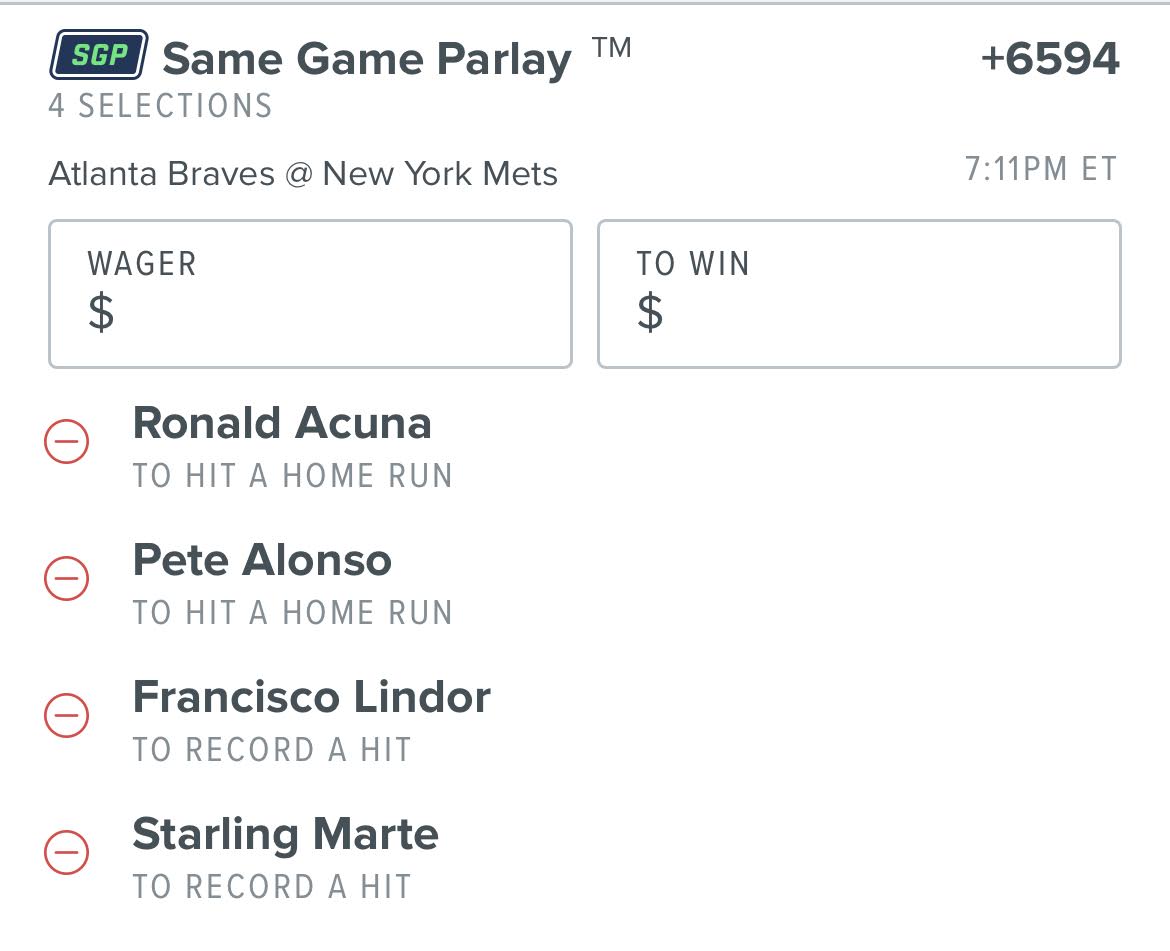 SGP Same Game Parlay ™ +6594
4 SELECTIONS
Atlanta Braves @ New York Mets 7:11PM ET
WAGER TO WIN
$ $
Ronald Acuna
TO HIT A HOME RUN
Pete Alonso
TO HIT A HOME RUN
Francisco Lindor
TO RECORD A HIT
Starling Marte
TO RECORD A HIT